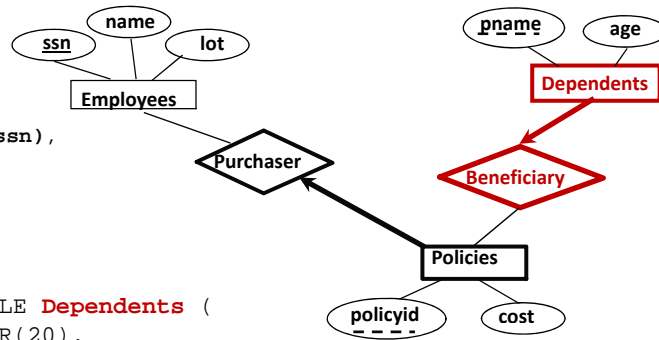 name
pname
age
ssn
lot
Employees
Dependents
ssn),
Purchaser
Beneficiary
Policies
LE Dependents (
R(20),
policyid
cost